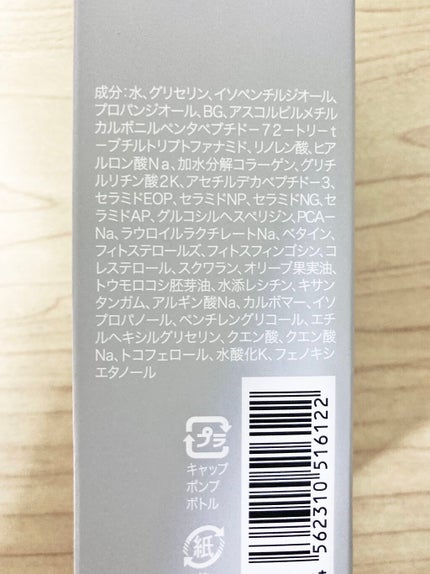 成分:水、グリセリン、イソペンチルジオール、
プロパンジオール、BG、アスコルビルメチル
カルボニルペンタペプチドー72ートリーt
ーブチルトリプトファナミド、リノレン酸、ヒア
ルロン酸Na、加水分解コラーゲン、グリチ
ルリチン酸2K、アセチルデカペプチド-3、
セラミドEOP、セラミドNP、セラミドNG、セ
ラミドAP、グルコシルヘスペリジン、PCA-
Na、ラウロイルラクチレートNa、ベタイン、
フィトステロールズ、フィトスフィンゴシン、コ
レステロール、スクワラン、オリーブ果実油、
トウモロコシ胚芽油、水添レシチン、キサン
タンガム、アルギン酸Na、カルボマー、イソ
プロパノール、ペンチレングリコール、エチ
ルヘキシルグリセリン、クエン酸、クエン酸
Na、トコフェロール、水酸化K、フェノキシ
エタノール
プラ
キャップ
ポンプ
ボトル
紙
4 562310 516122